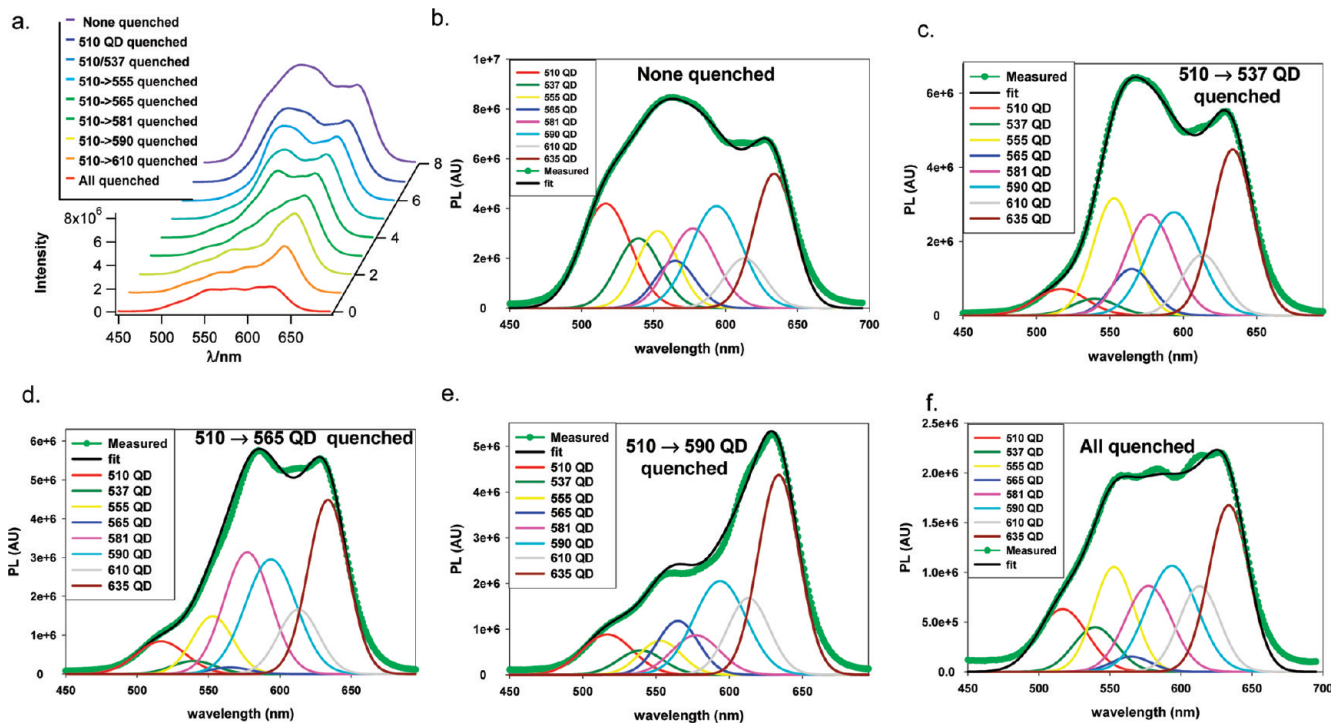 a.
None quenched
510 QD quenched
510/537 quenched
510->555 quenched
510->565 quenched
510->581 quenched
510->590 quenched
510->610 quenched
All quenched
8x10⁶
6
4
2
0
Intensity
450 500 550 600 650
λ/nm
8
6
4
2
0
b.
None quenched
510 QD
537 QD
555 QD
565 QD
581 QD
590 QD
610 QD
635 QD
Measured
fit
1e+7
8e+6
6e+6
4e+6
2e+6
0
PL (AU)
450 500 550 600 650 700
wavelength (nm)
c.
510 → 537 QD
quenched
Measured
fit
510 QD
537 QD
555 QD
565 QD
581 QD
590 QD
610 QD
635 QD
6e+6
4e+6
2e+6
0
PL (AU)
450 500 550 600 650
wavelength (nm)
d.
510 → 565 QD quenched
Measured
fit
510 QD
537 QD
555 QD
565 QD
581 QD
590 QD
610 QD
635 QD
6e+6
5e+6
4e+6
3e+6
2e+6
1e+6
0
PL (AU)
450 500 550 600 650
wavelength (nm)
e.
510 → 590 QD
quenched
Measured
fit
510 QD
537 QD
555 QD
565 QD
581 QD
590 QD
610 QD
635 QD
5e+6
4e+6
3e+6
2e+6
1e+6
0
PL (AU)
450 500 550 600 650
wavelength (nm)
f.
All quenched
510 QD
537 QD
555 QD
565 QD
581 QD
590 QD
610 QD
635 QD
Measured
fit
2.5e+6
2.0e+6
1.5e+6
1.0e+6
5.0e+5
0.0
PL (AU)
450 500 550 600 650 700
wavelength (nm)